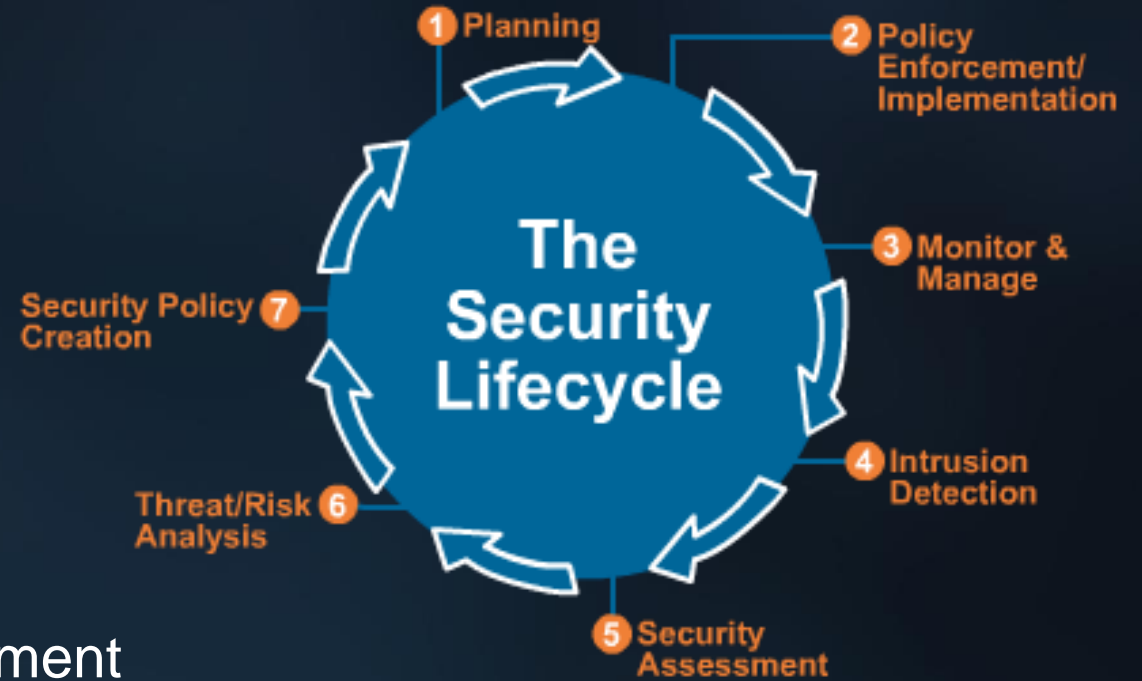 1 Planning
2 Policy
Enforcement/
Implementation
The
Security
Lifecycle
3 Monitor &
Manage
4 Intrusion
Detection
5 Security
Assessment
Threat/Risk 6
Analysis
Security Policy 7
Creation
ment